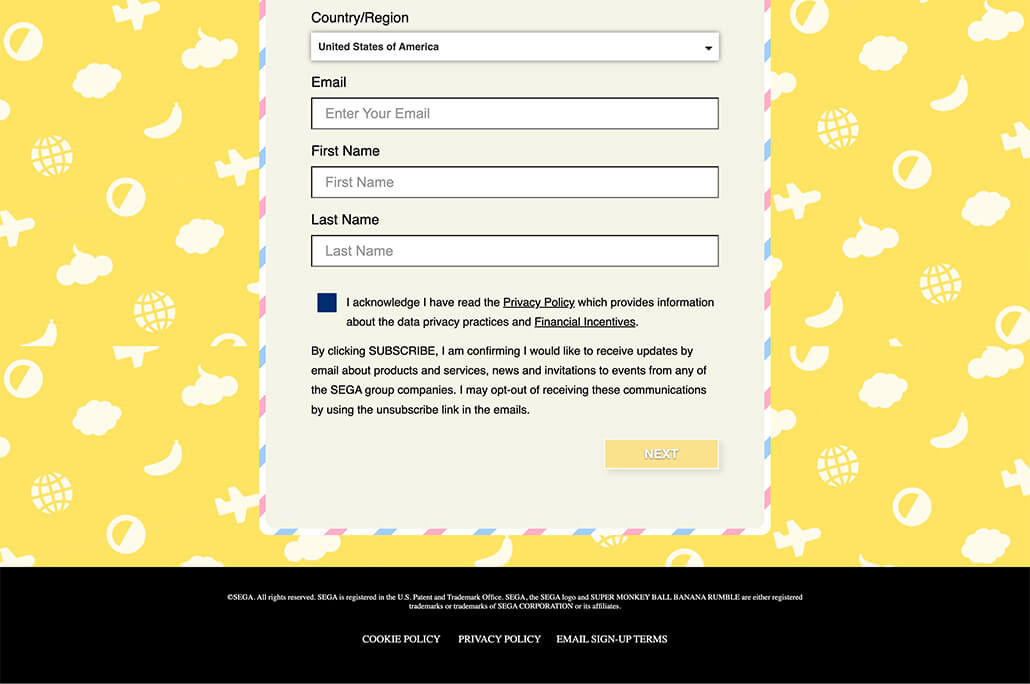 Country/Region
United States of America
Email
Enter Your Email
First Name
First Name
Last Name
Last Name
I acknowledge I have read the Privacy Policy which provides information
about the data privacy practices and Financial Incentives.
By clicking SUBSCRIBE, I am confirming I would like to receive updates by
email about products and services, news and invitations to events from any of
the SEGA group companies. I may opt-out of receiving these communications
by using the unsubscribe link in the emails.
NEXT
©SEGA. All rights reserved. SEGA is registered in the U.S. Patent and Trademark Office. SEGA, the SEGA logo and SUPER MONKEY BALL BANANA RUMBLE are either registered
trademarks or trademarks of SEGA CORPORATION or its affiliates.
COOKIE POLICY PRIVACY POLICY EMAIL SIGN-UP TERMS